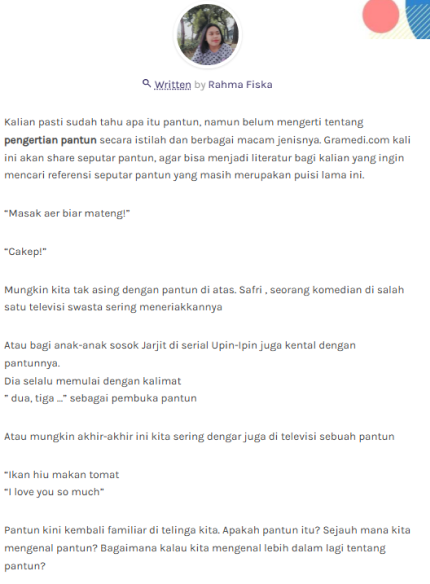 Written by Rahma Fiska
Kalian pasti sudah tahu apa itu pantun, namun belum mengerti tentang
pengertian pantun secara istilah dan berbagai macam jenisnya. Gramedi.com kali
ini akan share seputar pantun, agar bisa menjadi literatur bagi kalian yang ingin
mencari referensi seputar pantun yang masih merupakan puisi lama ini.
“Masak aer biar mateng!”
“Cakep!”
Mungkin kita tak asing dengan pantun di atas. Safri , seorang komedian di salah
satu televisi swasta sering meneriakkannya
Atau bagi anak-anak sosok Jarjit di serial Upin-Ipin juga kental dengan
pantunnya.
Dia selalu memulai dengan kalimat
” dua, tiga …” sebagai pembuka pantun
Atau mungkin akhir-akhir ini kita sering dengar juga di televisi sebuah pantun
“Ikan hiu makan tomat
“I love you so much”
Pantun kini kembali familiar di telinga kita. Apakah pantun itu? Sejauh mana kita
mengenal pantun? Bagaimana kalau kita mengenal lebih dalam lagi tentang
pantun?